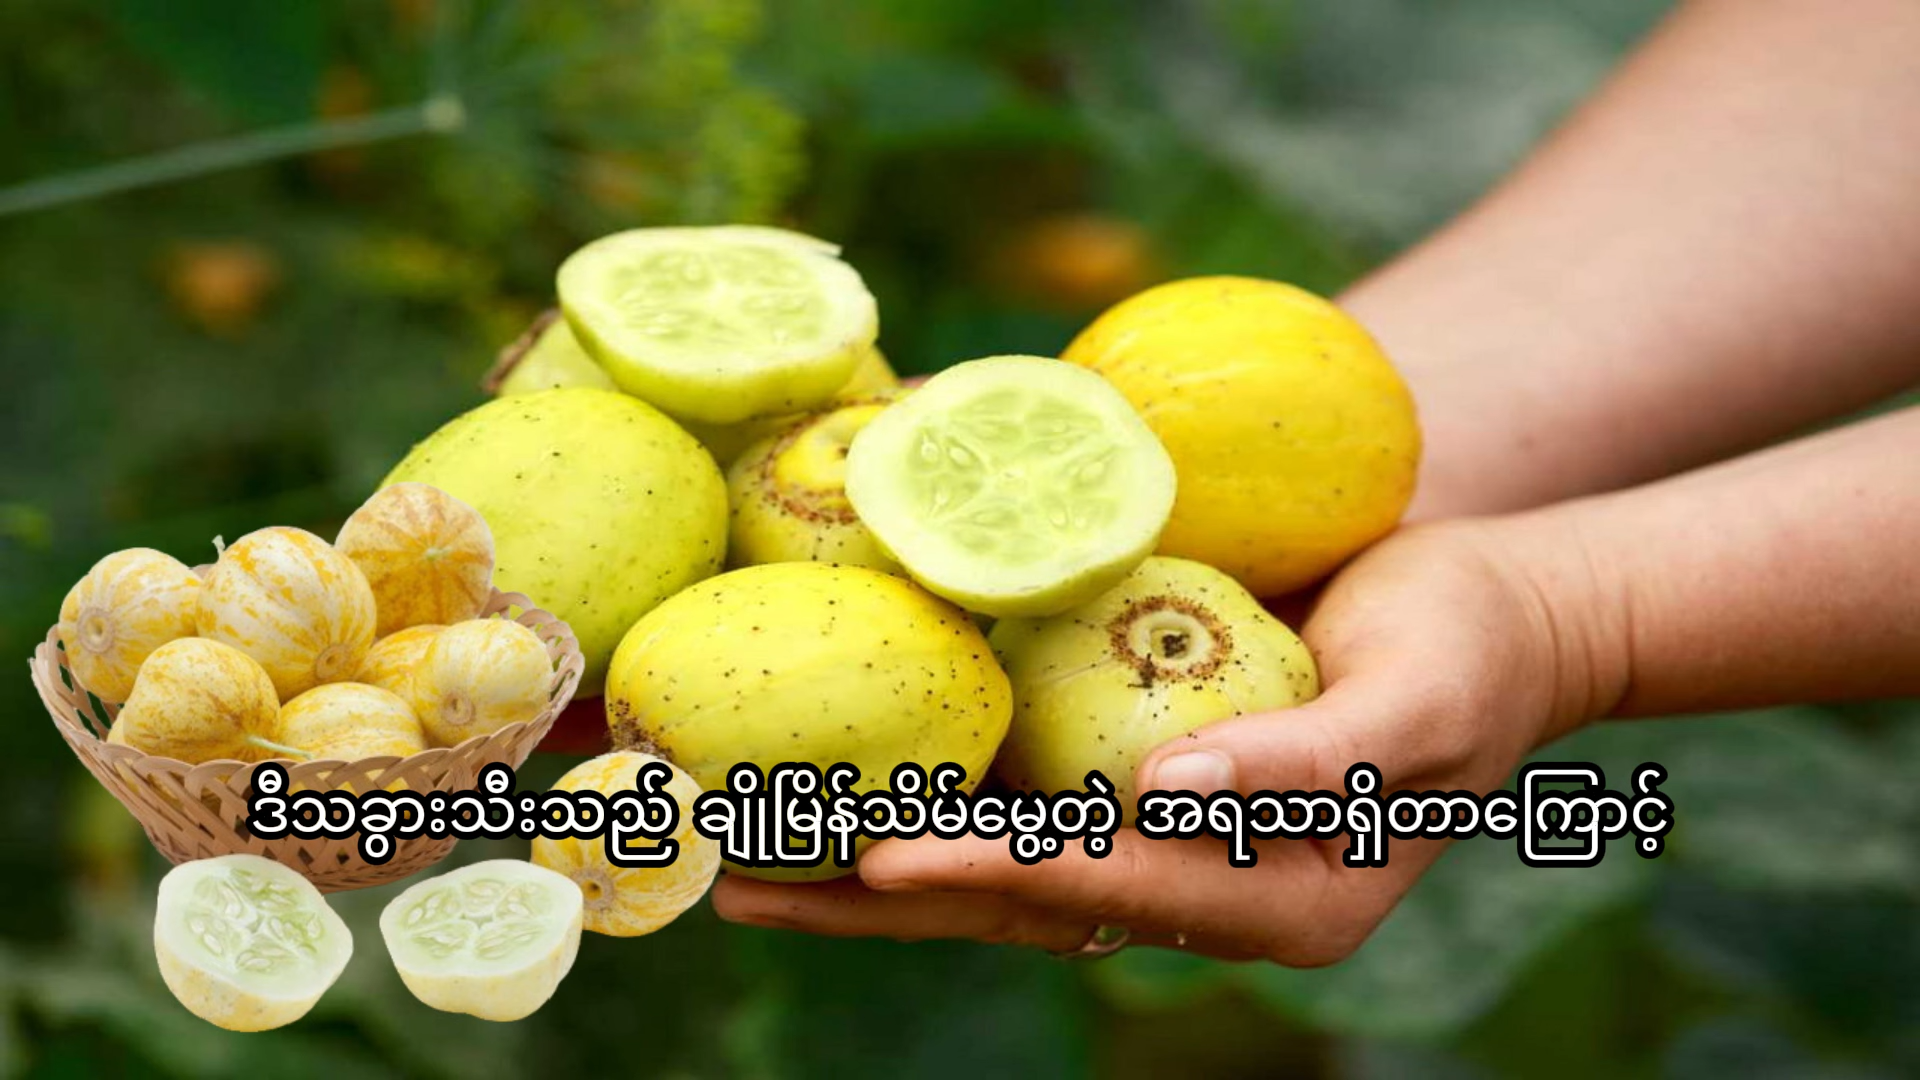 ဒီသခွားသီးသည် ချိုမြိန်သိမ်မွေ့တဲ့ အရသာရှိတာကြောင့်